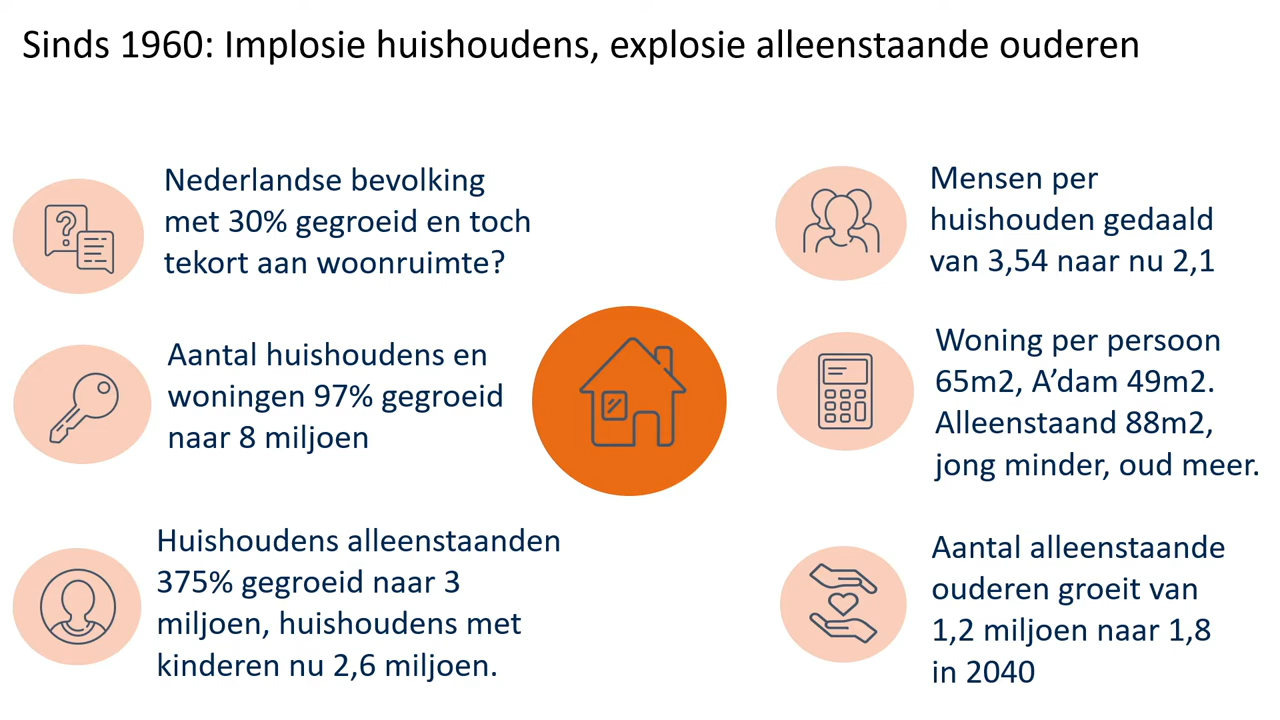 Sinds 1960: Implosie huishoudens, explosie alleenstaande ouderen
Nederlandse bevolking
met 30% gegroeid en toch
tekort aan woonruimte?
Aantal huishoudens en
woningen 97% gegroeid
naar 8 miljoen
Huishoudens alleenstaanden
375% gegroeid naar 3
miljoen, huishoudens met
kinderen nu 2,6 miljoen.
Mensen per
huishouden gedaald
van 3,54 naar nu 2,1
Woning per persoon
65m2, A’dam 49m2.
Alleenstaand 88m2,
jong minder, oud meer.
Aantal alleenstaande
ouderen groeit van
1,2 miljoen naar 1,8
in 2040